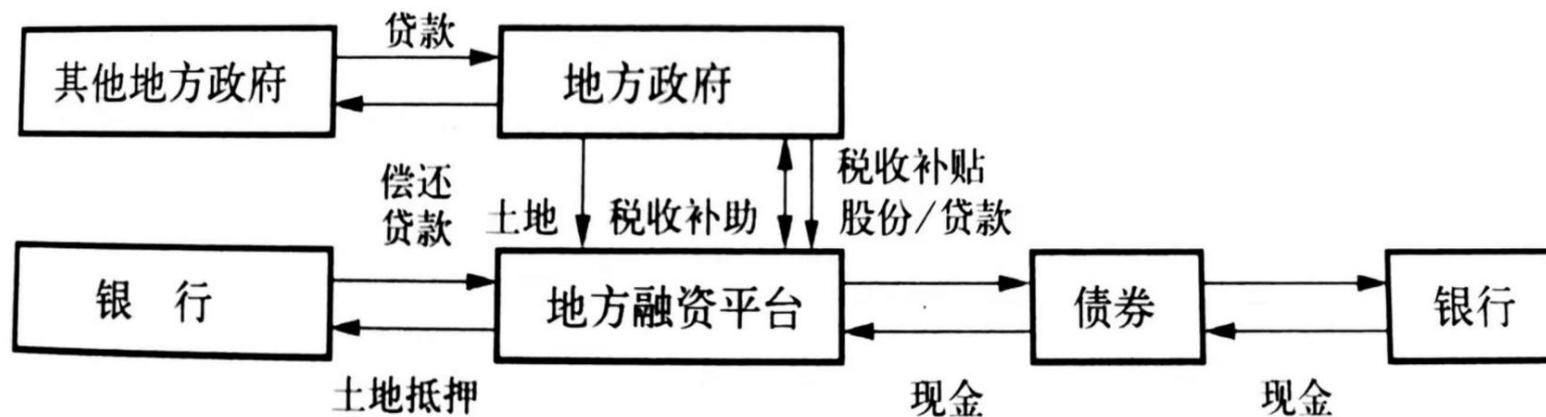 贷款
其他地方政府
地方政府
偿还
贷款
土地
税收补助
税收补贴
股份/贷款
银 行
地方融资平台
债券
银行
土地抵押
现金
现金